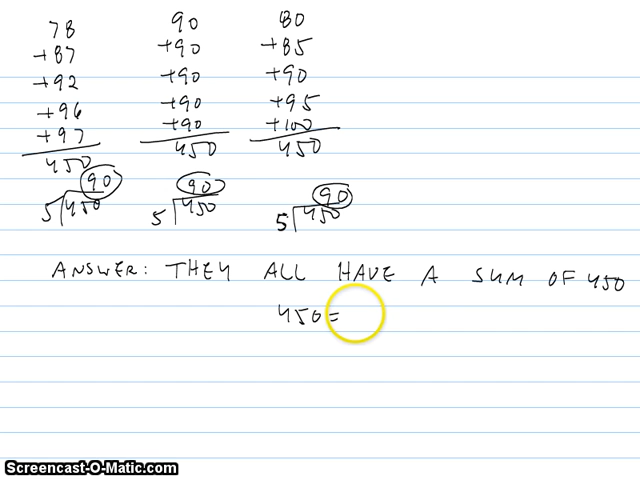 78 90 80
+87 +90 +85
+92 +90 +90
+96 +90 +95
+97 +90 +100
450 450 450
90 90 90
5 450 5 450 5 450
ANSWER: THEY ALL HAVE A SUM OF 450
450=
Screencast-O-Matic.com